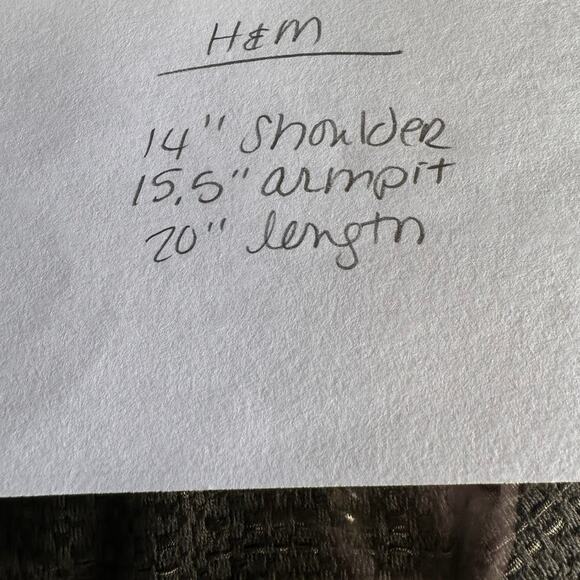 H&M
14" Shoulder
15.5" armpit
20" length